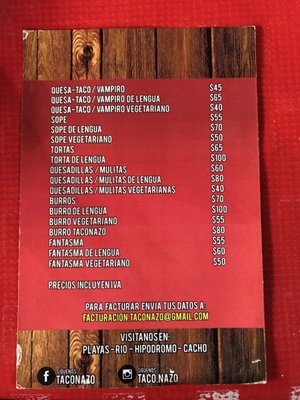 QUESA-TACO / VAMPIRO $45
QUESA-TACO / VAMPIRO DE LENGUA $65
QUESA-TACO / VAMPIRO VEGETARIANO $40
SOPE $55
SOPE DE LENGUA $70
SOPE VEGETARIANO $50
TORTAS $65
TORTA DE LENGUA $100
QUESADILLAS / MULITAS $60
QUESADILLAS / MULITAS DE LENGUA $80
QUESADILLAS / MULITAS VEGETARIANAS $40
BURROS $70
BURRO DE LENGUA $100
BURRO VEGETARIANO $55
BURRO TACONAZO $80
FANTASMA $55
FANTASMA DE LENGUA $60
FANTASMA VEGETARIANO $50
PRECIOS INCLUYEN IVA
PARA FACTURAR ENVIA TUS DATOS A:
FACTURACION.TACONAZO@GMAIL.COM
VISITANOS EN:
PLAYAS - RIO - HIPODROMO - CACHO
SIGUENOS
TACONAZO
SIGUENOS
TACO.NAZO